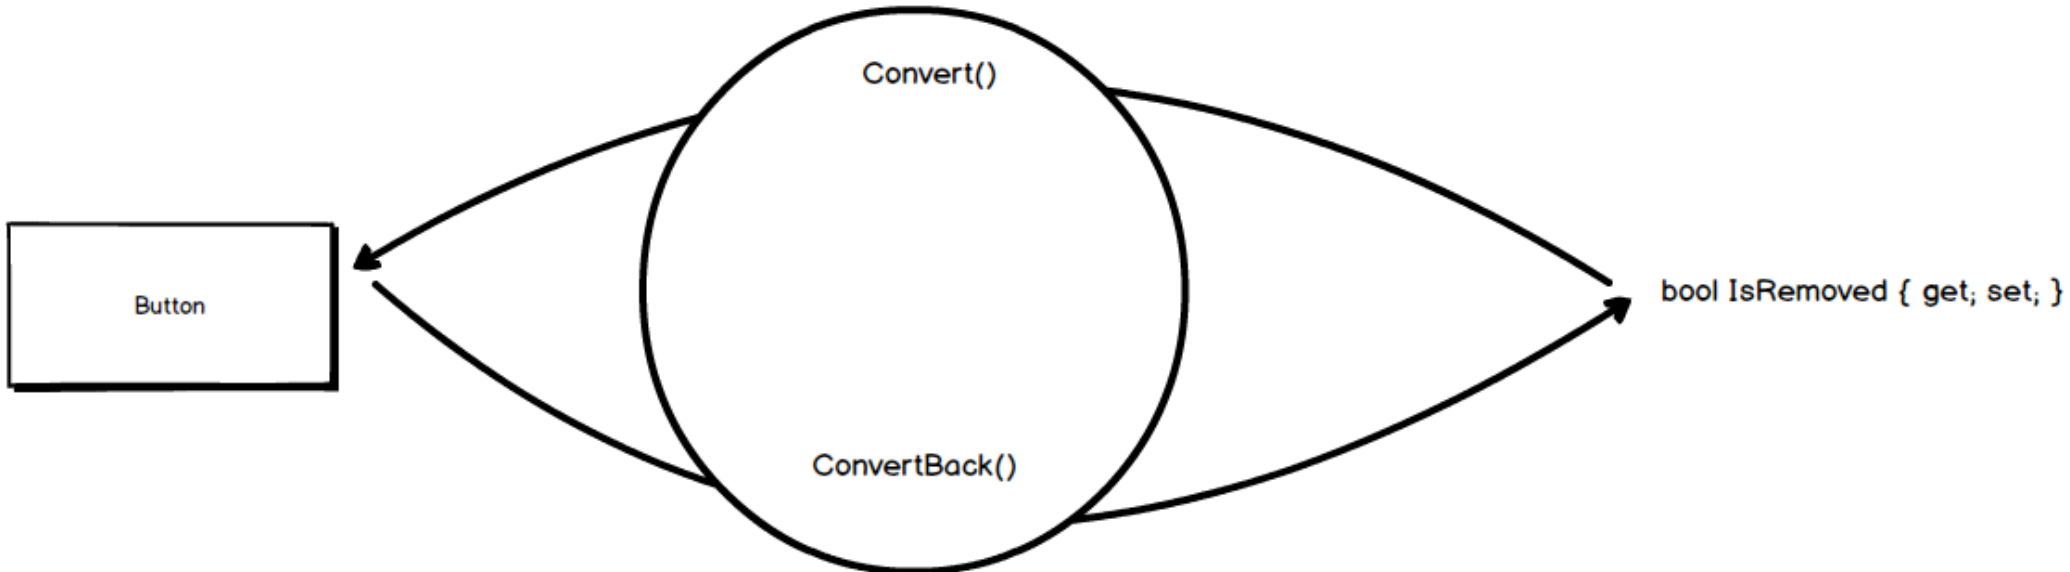 Convert()
Button
bool IsRemoved { get; set; }
ConvertBack()